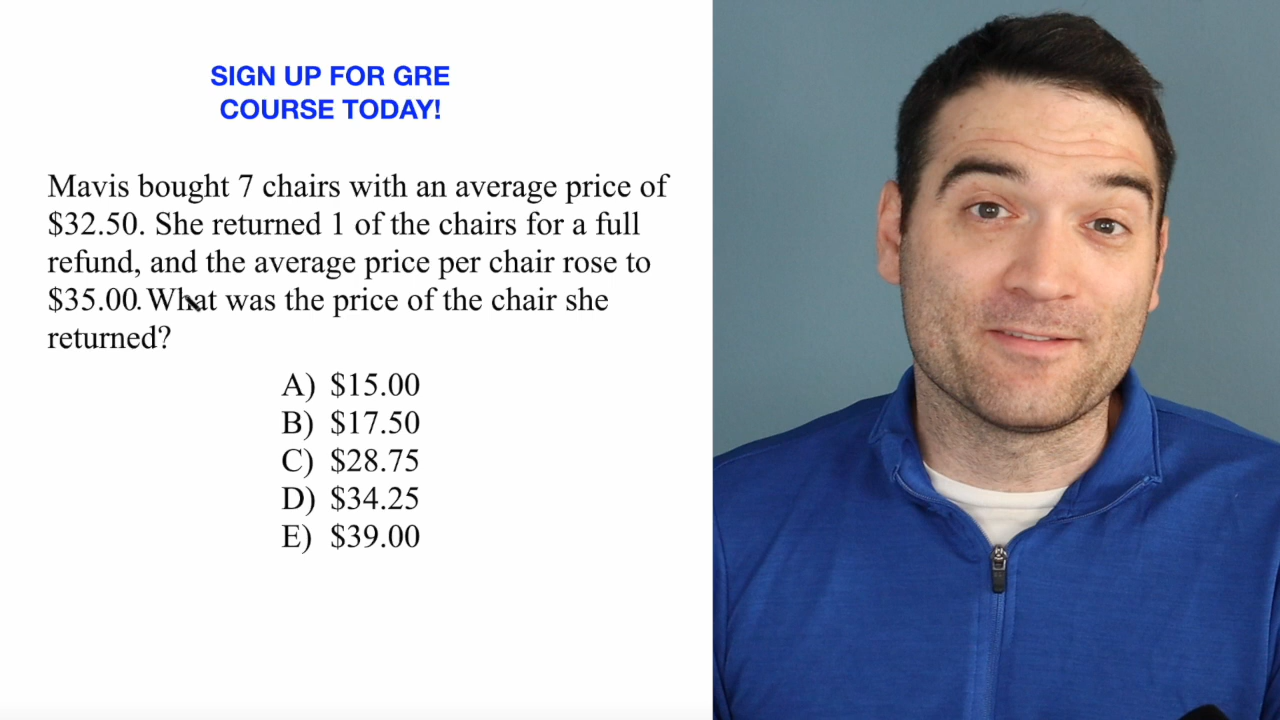 SIGN UP FOR GRE
COURSE TODAY!
Mavis bought 7 chairs with an average price of
$32.50. She returned 1 of the chairs for a full
refund, and the average price per chair rose to
$35.00. What was the price of the chair she
returned?
A) $15.00
B) $17.50
C) $28.75
D) $34.25
E) $39.00